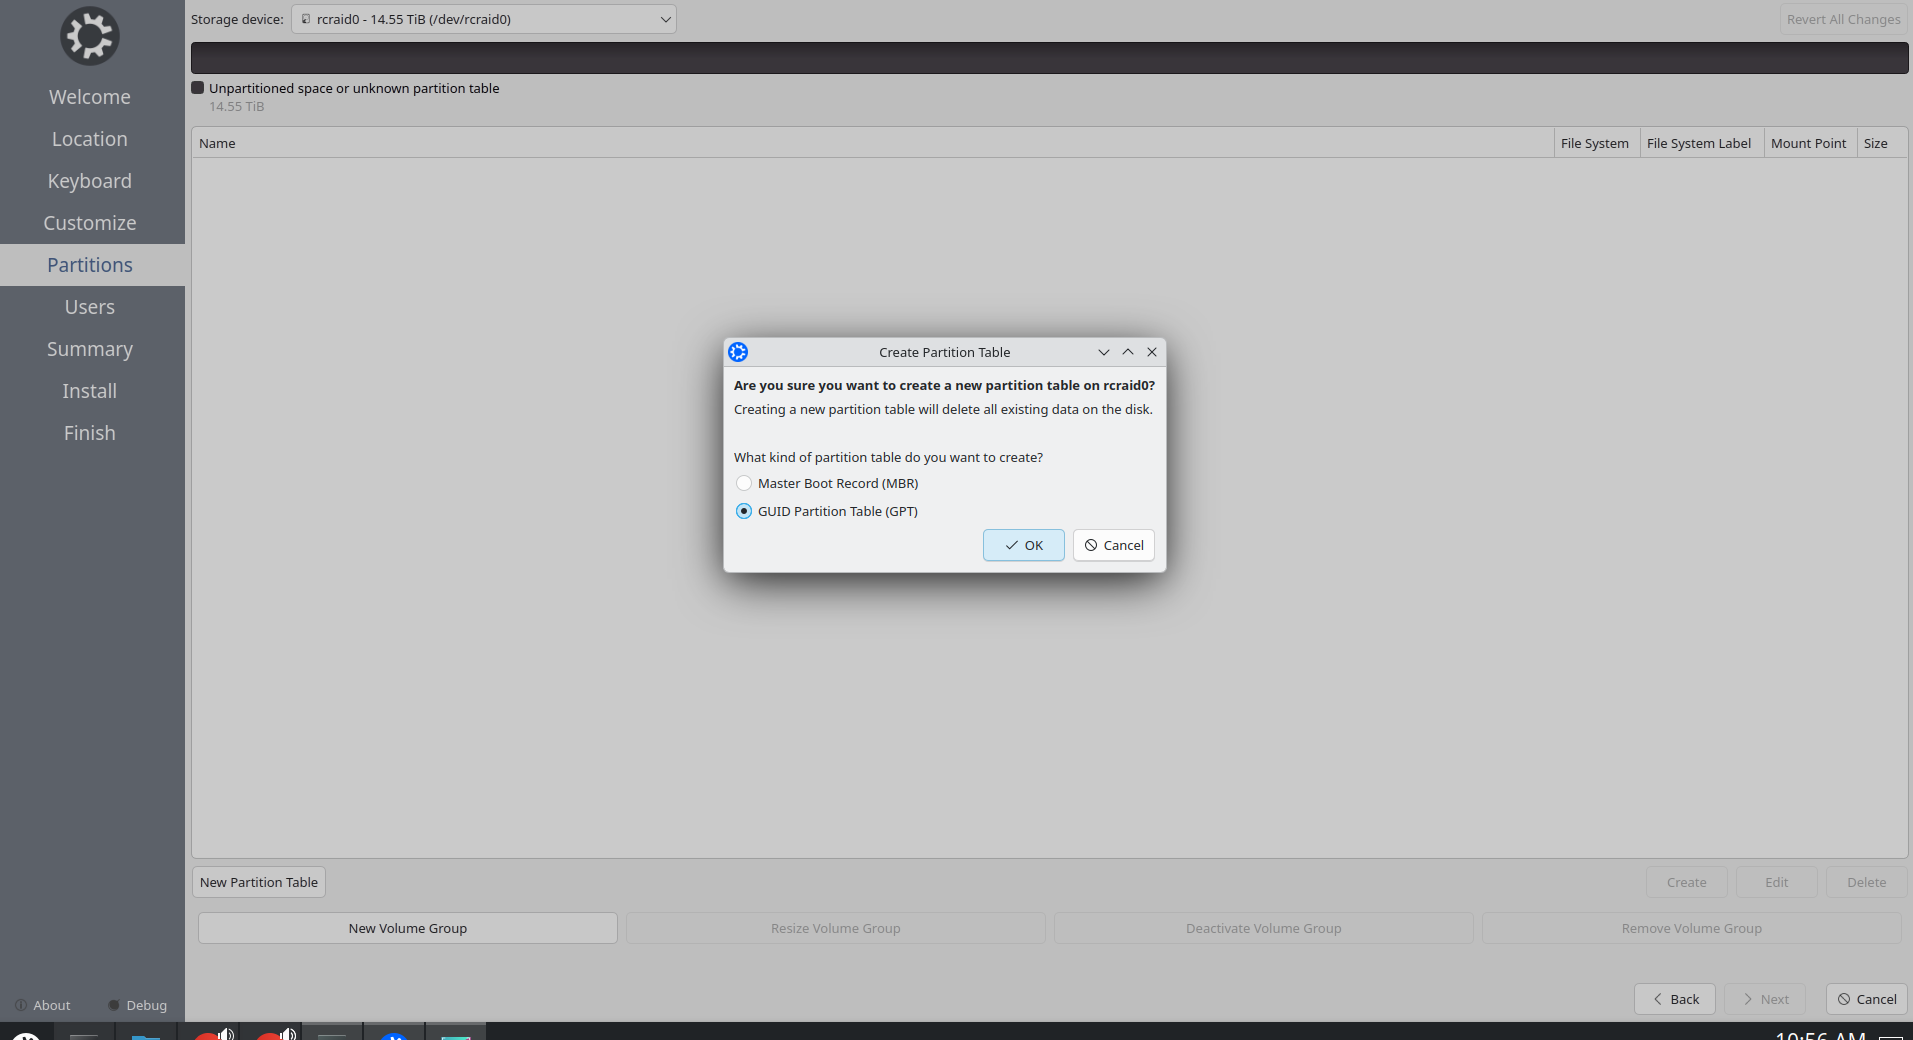 Storage device:
rcraid0 - 14.55 TiB (/dev/rcraid0)
Revert All Changes
Unpartitioned space or unknown partition table
14.55 TiB
Welcome
Location
Keyboard
Customize
Partitions
Users
Summary
Install
Finish
Name
File System
File System Label
Mount Point
Size
Create Partition Table
Are you sure you want to create a new partition table on rcraid0?
Creating a new partition table will delete all existing data on the disk.
What kind of partition table do you want to create?
Master Boot Record (MBR)
GUID Partition Table (GPT)
OK
Cancel
New Partition Table
Create
Edit
Delete
New Volume Group
Resize Volume Group
Deactivate Volume Group
Remove Volume Group
About
Debug
Back
Next
Cancel
10:56 AM